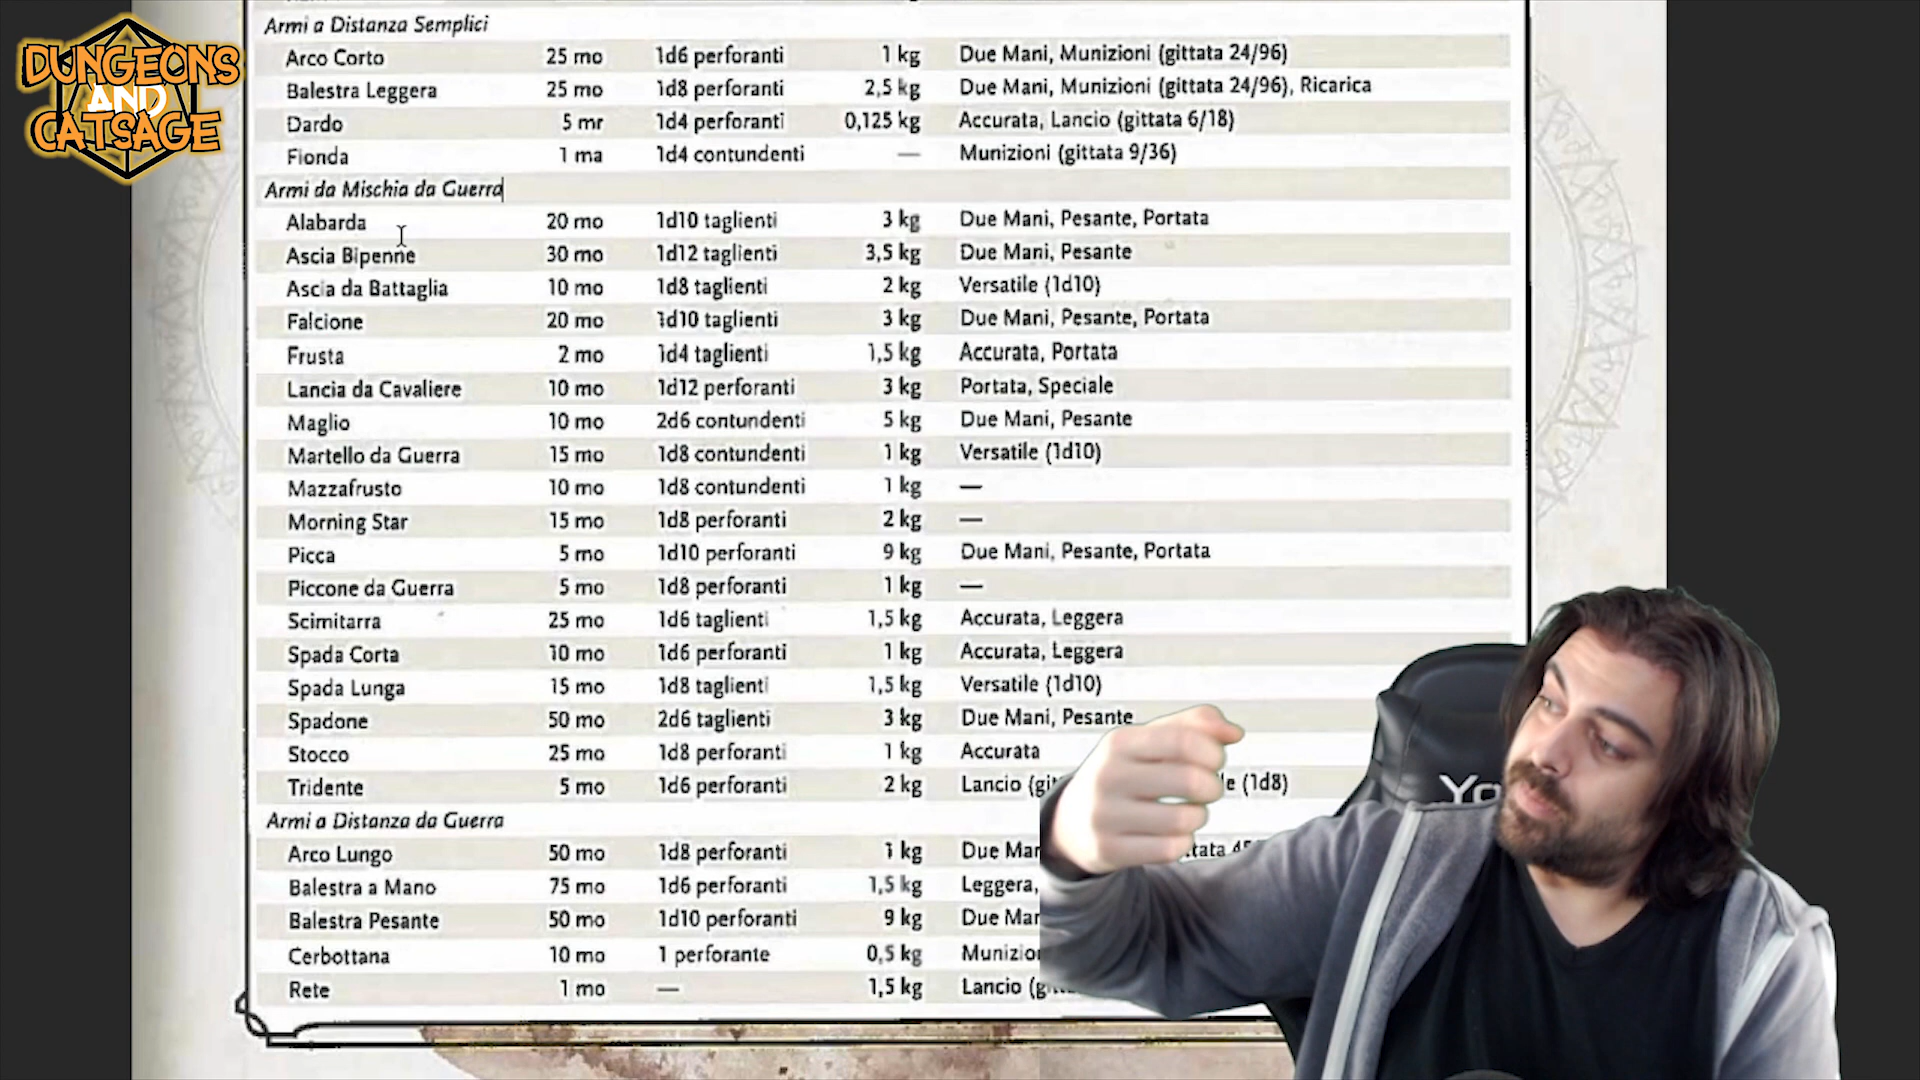 DUNGEONS
AND
CATSAGE
Armi a Distanza Semplici
Arco Corto 25 mo 1d6 perforanti 1 kg Due Mani, Munizioni (gittata 24/96)
Balestra Leggera 25 mo 1d8 perforanti 2,5 kg Due Mani, Munizioni (gittata 24/96), Ricarica
Dardo 5 mr 1d4 perforanti 0,125 kg Accurata, Lancio (gittata 6/18)
Fionda 1 ma 1d4 contundenti — Munizioni (gittata 9/36)
Armi da Mischia da Guerra
Alabarda 20 mo 1d10 taglienti 3 kg Due Mani, Pesante, Portata
Ascia Bipenne 30 mo 1d12 taglienti 3,5 kg Due Mani, Pesante
Ascia da Battaglia 10 mo 1d8 taglienti 2 kg Versatile (1d10)
Falcione 20 mo 1d10 taglienti 3 kg Due Mani, Pesante, Portata
Frusta 2 mo 1d4 taglienti 1,5 kg Accurata, Portata
Lancia da Cavaliere 10 mo 1d12 perforanti 3 kg Portata, Speciale
Maglio 10 mo 2d6 contundenti 5 kg Due Mani, Pesante
Martello da Guerra 15 mo 1d8 contundenti 1 kg Versatile (1d10)
Mazzafrusto 10 mo 1d8 contundenti 1 kg —
Morning Star 15 mo 1d8 perforanti 2 kg —
Picca 5 mo 1d10 perforanti 9 kg Due Mani, Pesante, Portata
Piccone da Guerra 5 mo 1d8 perforanti 1 kg —
Scimitarra 25 mo 1d6 taglienti 1,5 kg Accurata, Leggera
Spada Corta 10 mo 1d6 perforanti 1 kg Accurata, Leggera
Spada Lunga 15 mo 1d8 taglienti 1,5 kg Versatile (1d10)
Spadone 50 mo 2d6 taglienti 3 kg Due Mani, Pesante
Stocco 25 mo 1d8 perforanti 1 kg Accurata
Tridente 5 mo 1d6 perforanti 2 kg Lancio (1d8)
Armi a Distanza da Guerra
Arco Lungo 50 mo 1d8 perforanti 1 kg Due
Balestra a Mano 75 mo 1d6 perforanti 1,5 kg Leggera,
Balestra Pesante 50 mo 1d10 perforanti 9 kg Due
Cerbottana 10 mo 1 perforante 0,5 kg
Rete 1 mo — 1,5 kg Lancio